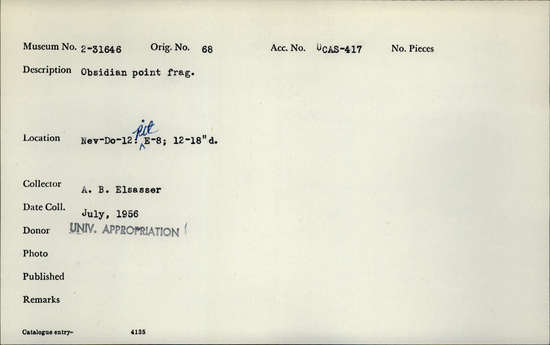 Museum No. 2-31646 Orig. No. 68 Acc. No. UCAS-417 No. Pieces
Description Obsidian point frag.
pit
Location Nev-Do-12: ^E-8; 12-18"d.
Collector A. B. Elsasser
Date Coll. July, 1956
Donor UNIV. APPROPRIATION
Photo
Published
Remarks
Catalogue entry- 4135